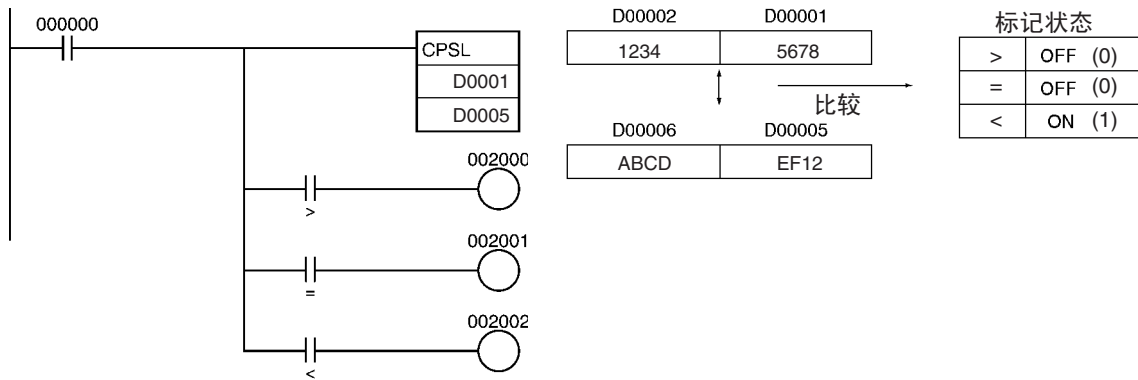 000000
CPSL
D0001
D0005
002000
>
002001
=
002002
<
D00002 D00001
1234 5678
比较
D00006 D00005
ABCD EF12
标记状态
> OFF (0)
= OFF (0)
< ON (1)